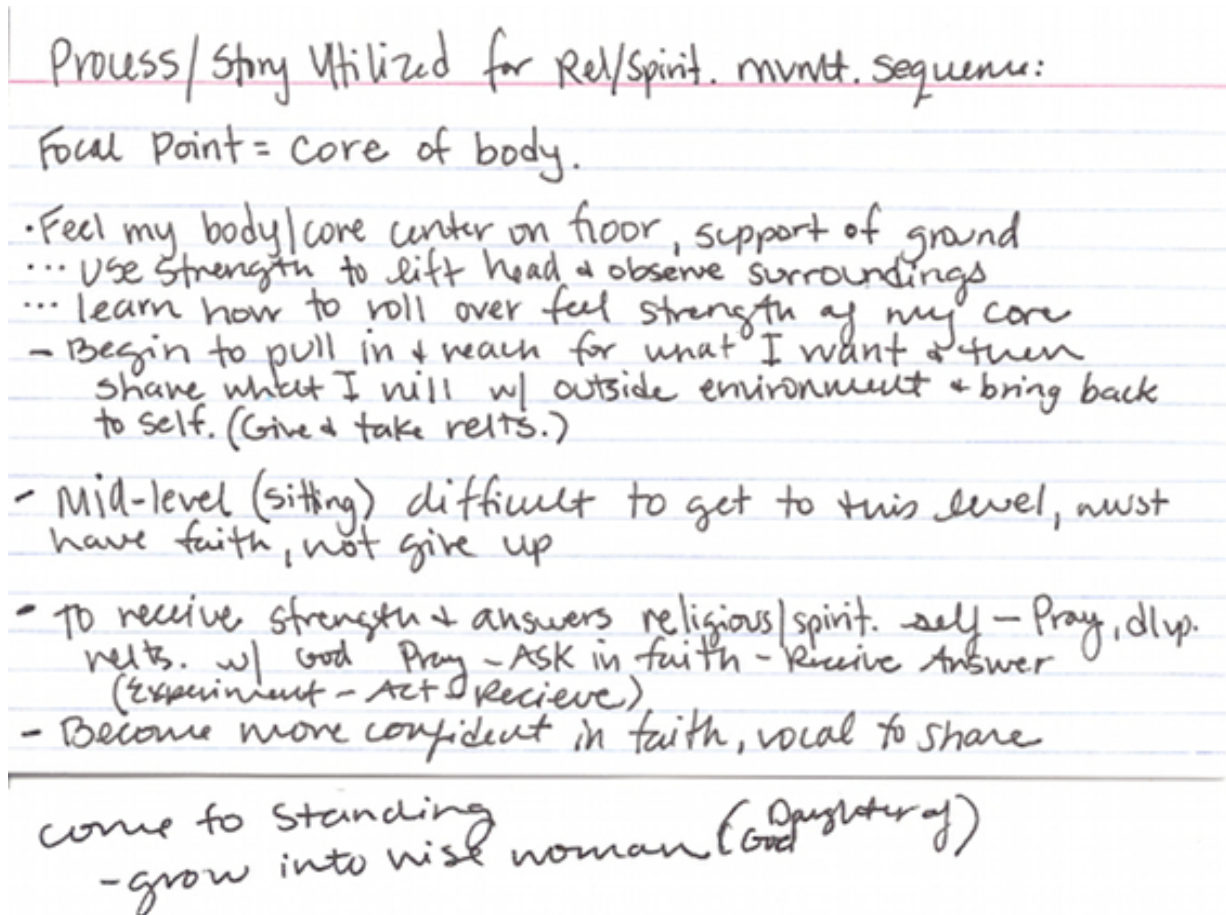 Process/Story Utilized for Rel/Spirit. mvmt. sequence:
Focal Point = Core of body.
· Feel my body/core center on floor, support of ground
... Use strength to lift head & observe surroundings
... learn how to roll over feel strength of my core
- Begin to pull in & reach for what I want & then
share what I will w/ outside environment & bring back
to self. (Give & take relts.)
- Mid-level (sitting) difficult to get to this level, must
have faith, not give up
- To receive strength & answers religious/spirit. self - Pray, dlvp.
relts. w/ God Pray - ASK in faith - Receive Answer
(Experiment - Act - Recieve)
- Become more confident in faith, vocal to share
come to standing
- grow into wise woman (Daughter of
God)